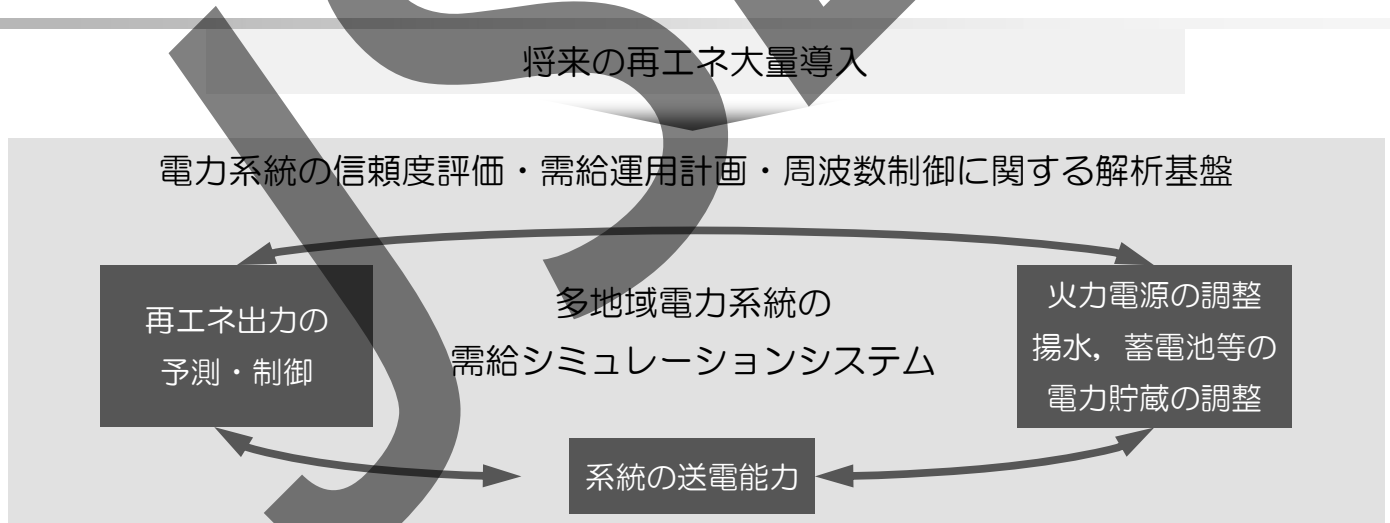 将来の再エネ大量導入
電力系統の信頼度評価・需給運用計画・周波数制御に関する解析基盤
再エネ出力の
予測・制御
多地域電力系統の
需給シミュレーションシステム
火力電源の調整
揚水，蓄電池等の
電力貯蔵の調整
系統の送電能力